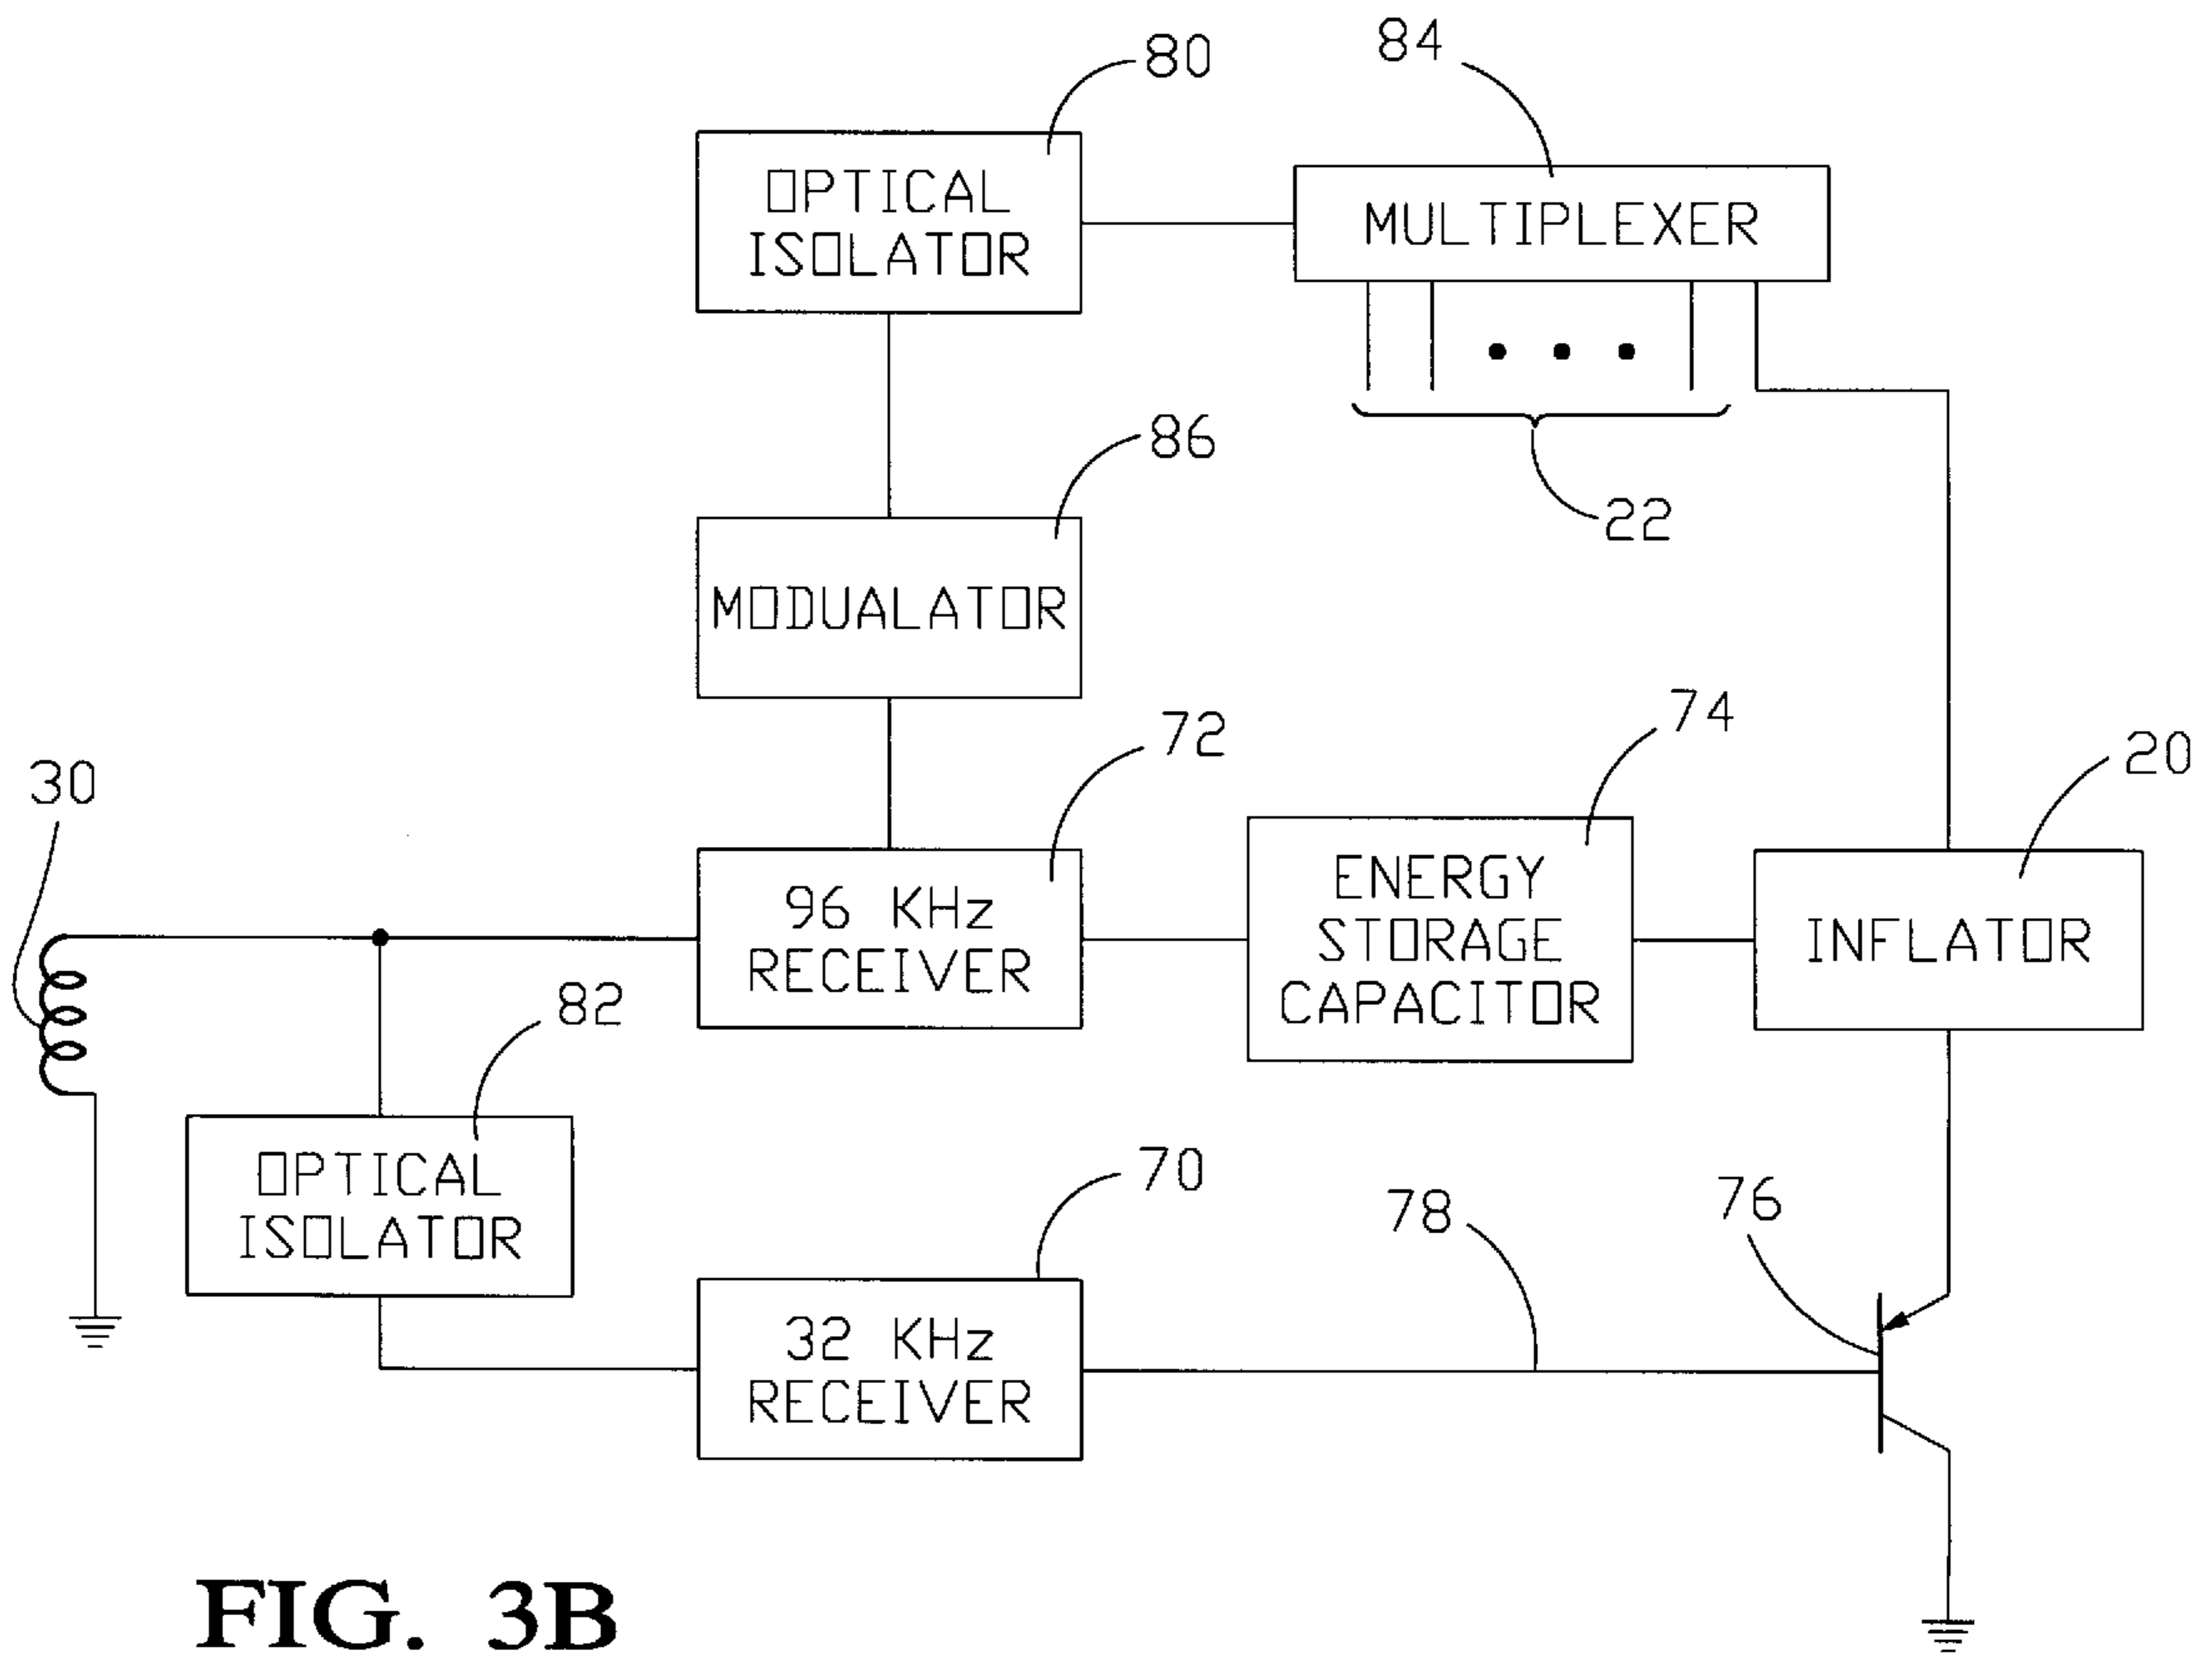 80
84
OPTICAL
ISOLATOR
MULTIPLEXER
86
22
MODUALATOR
72
74
20
30
96 KHz
RECEIVER
ENERGY
STORAGE
CAPACITOR
INFLATOR
82
OPTICAL
ISOLATOR
70
78
76
32 KHz
RECEIVER
FIG. 3B